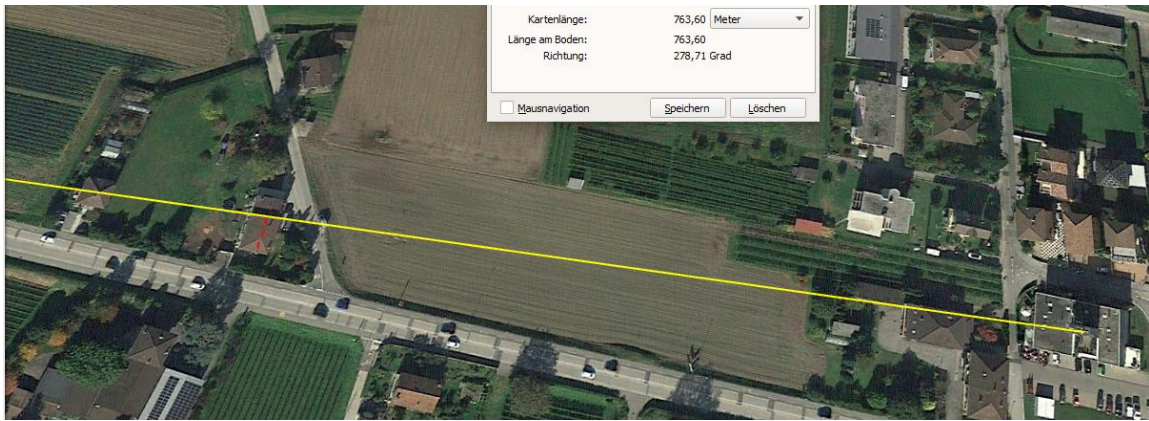 Kartenlänge: 763,60 Meter
Länge am Boden: 763,60
Richtung: 278,71 Grad
Mausnavigation Speichern Löschen